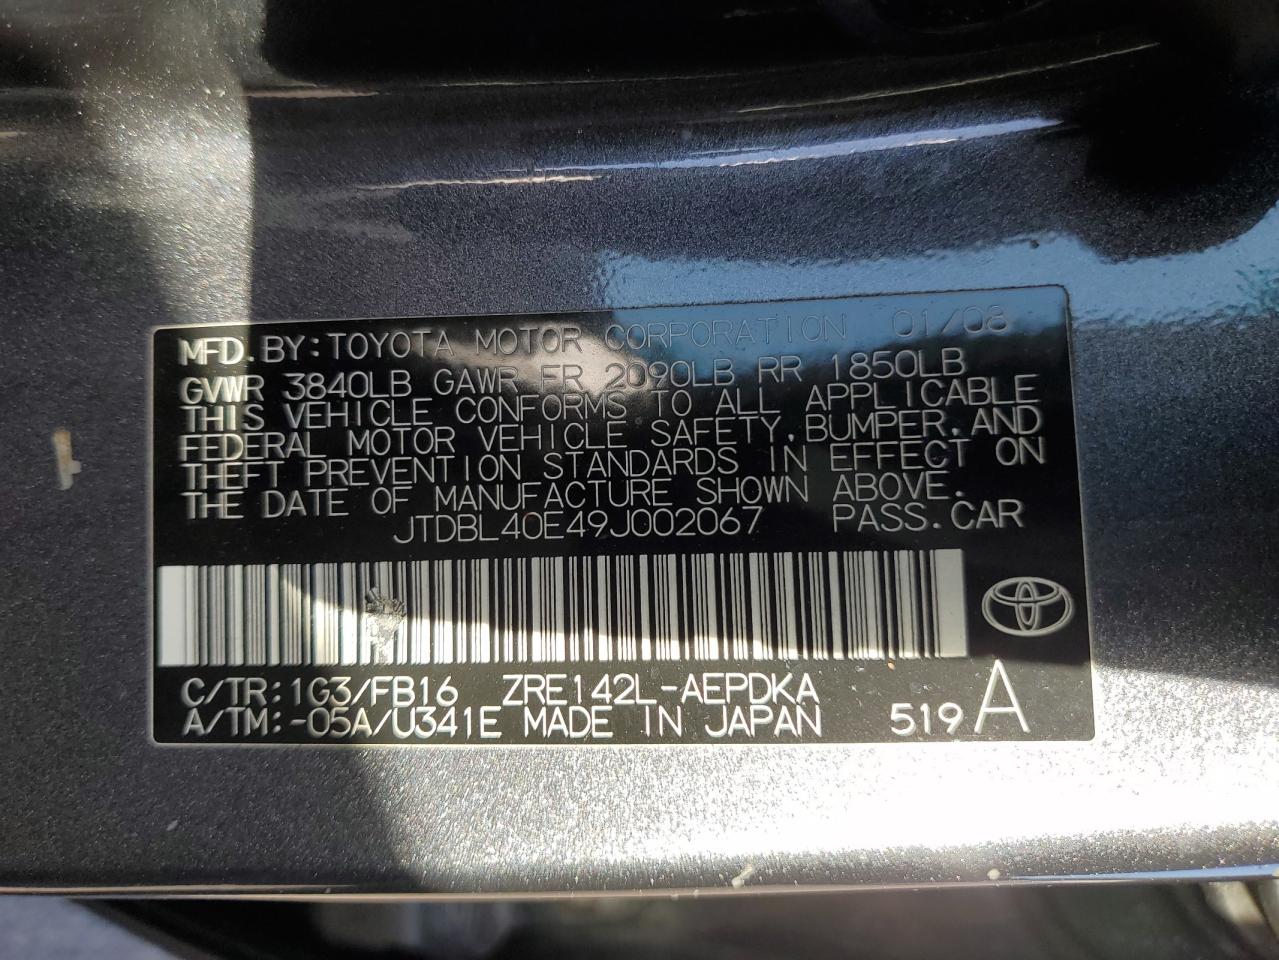 MFD.BY:TOYOTA MOTOR CORPORATION 01/08
GVWR 3840LB GAWR FR 2090LB RR 1850LB
THIS VEHICLE CONFORMS TO ALL APPLICABLE
FEDERAL MOTOR VEHICLE SAFETY,BUMPER,AND
THEFT PREVENTION STANDARDS IN EFFECT ON
THE DATE OF MANUFACTURE SHOWN ABOVE.
JTDBL40E49J002067 PASS.CAR
C/TR:1G3/FB16 ZRE142L-AEPDKA
A/TM:-05A/U341E MADE IN JAPAN 519A